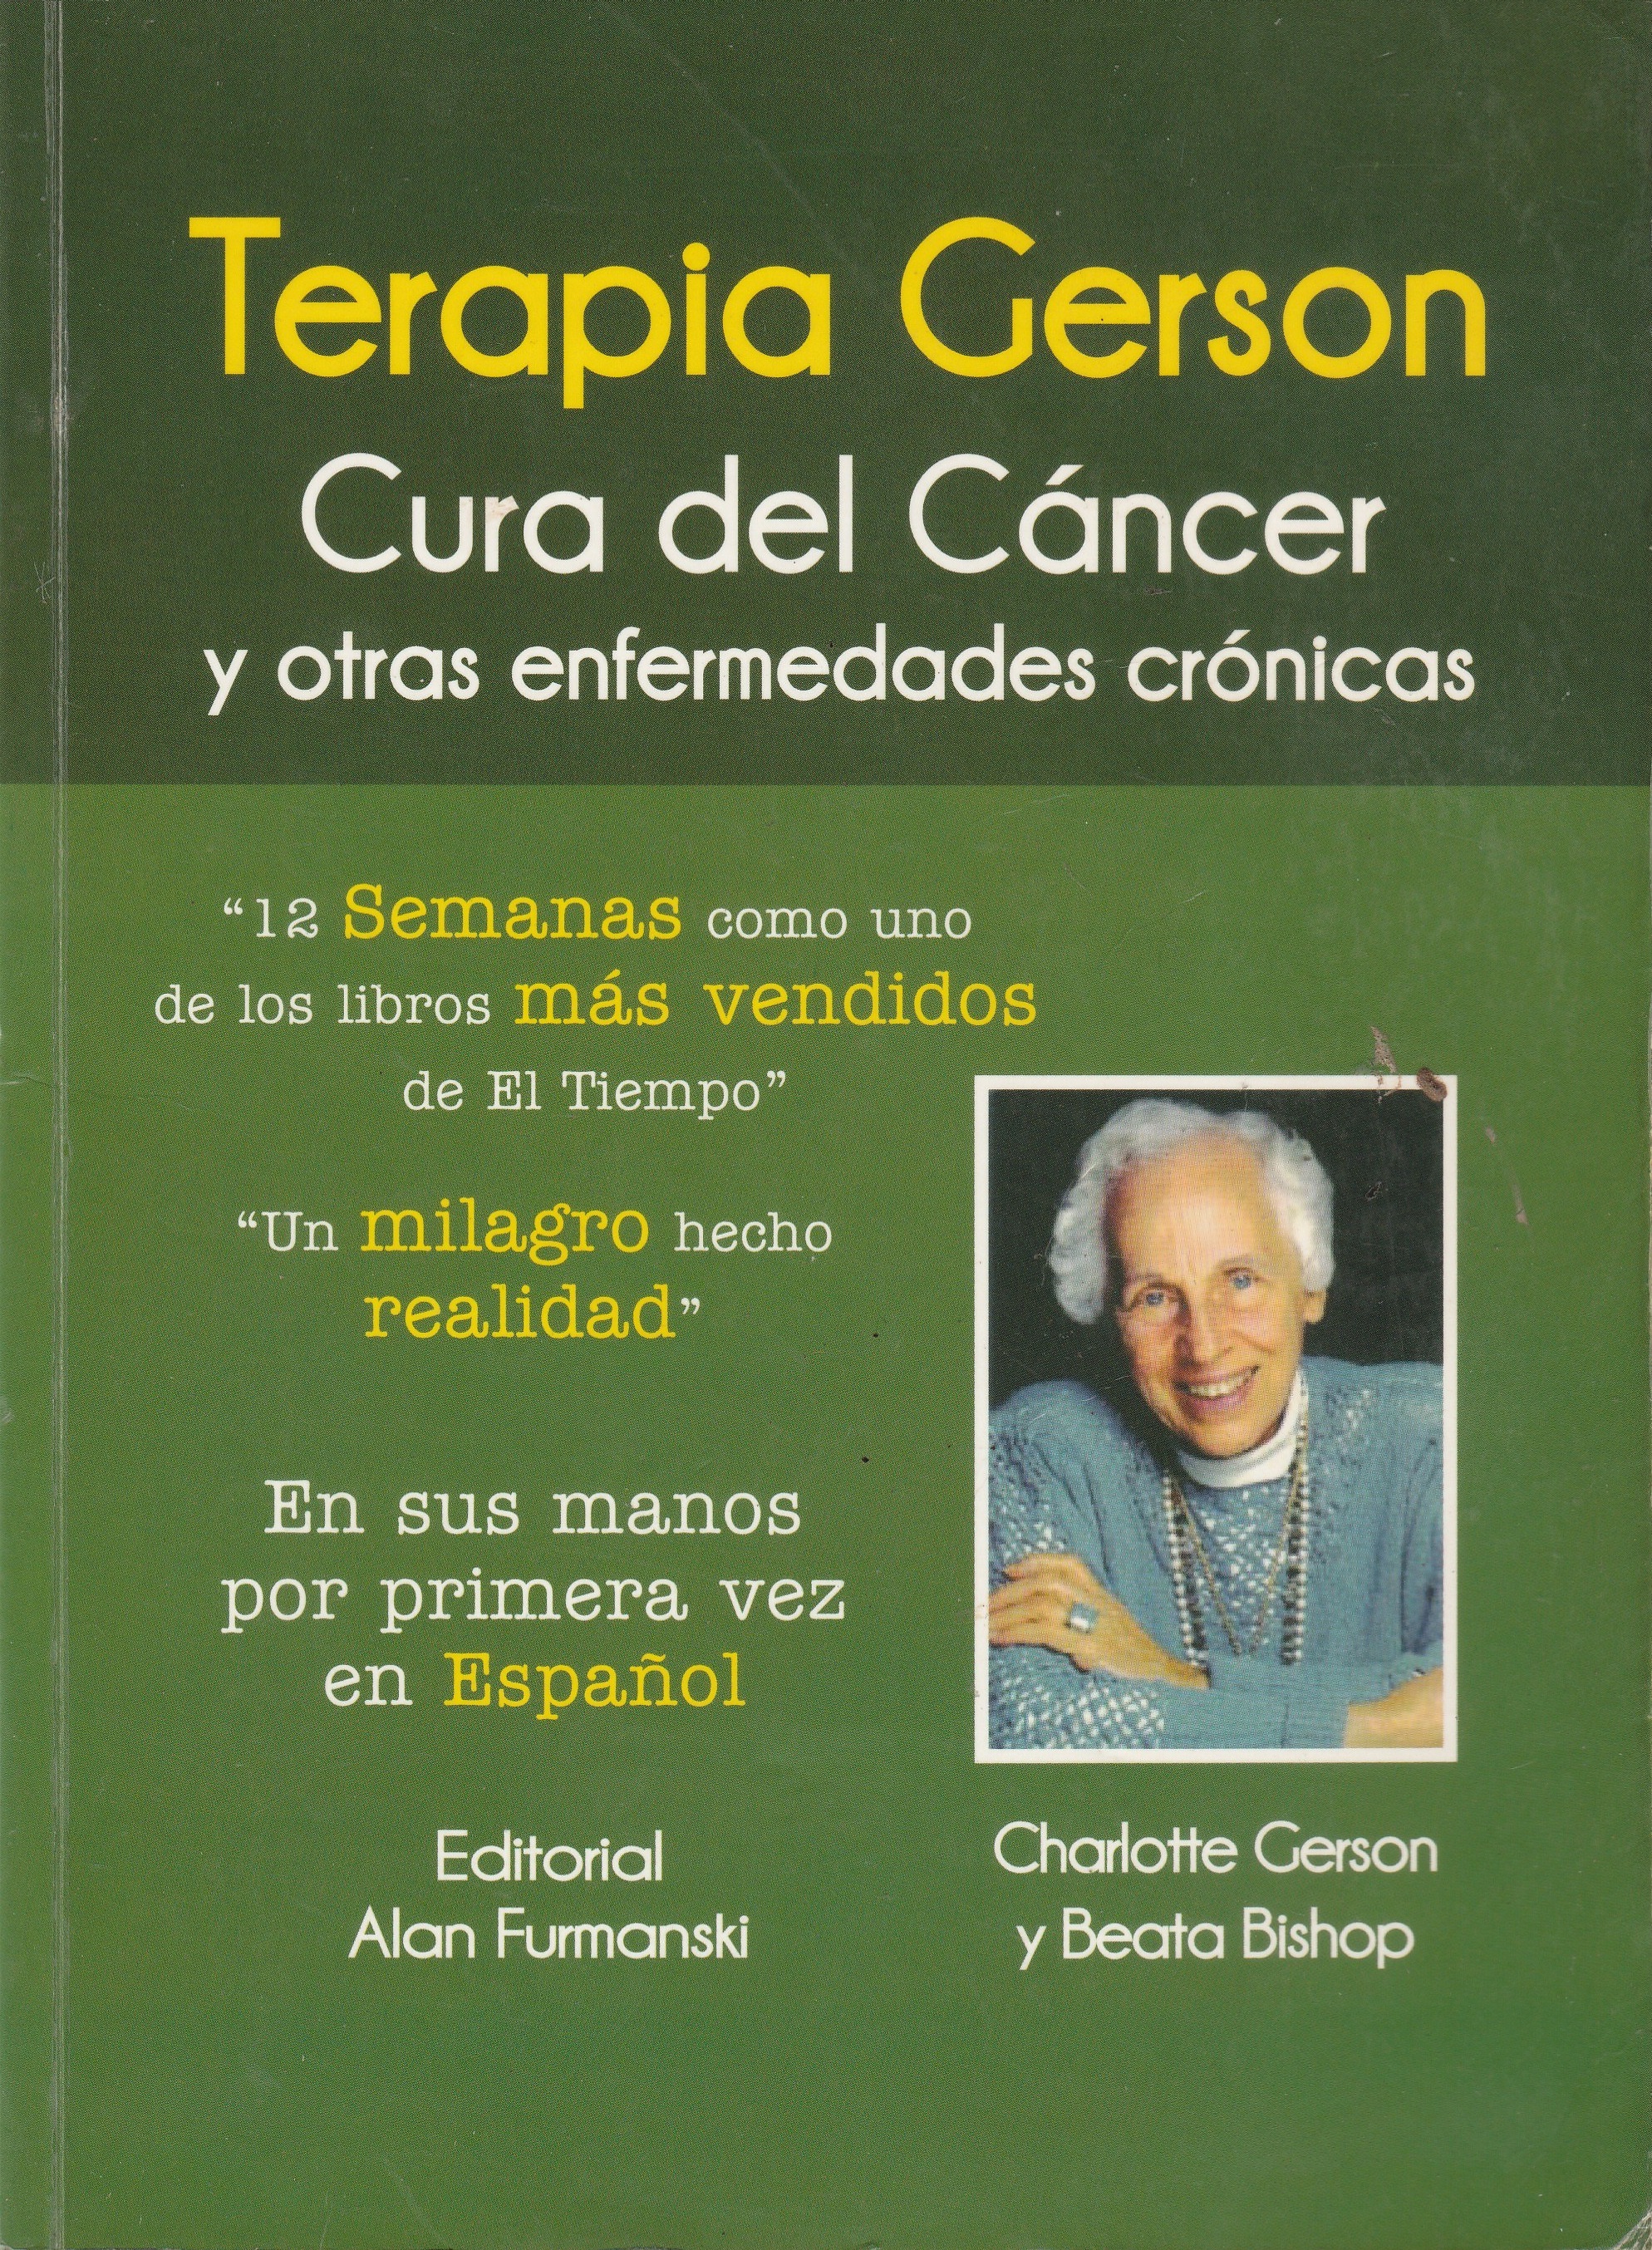 Terapia Gerson
Cura del Cáncer
y otras enfermedades crónicas
“12 Semanas como uno
de los libros más vendidos
de El Tiempo”
“Un milagro hecho
realidad”
En sus manos
por primera vez
en Español
Editorial
Alan Furmanski
Charlotte Gerson
y Beata Bishop